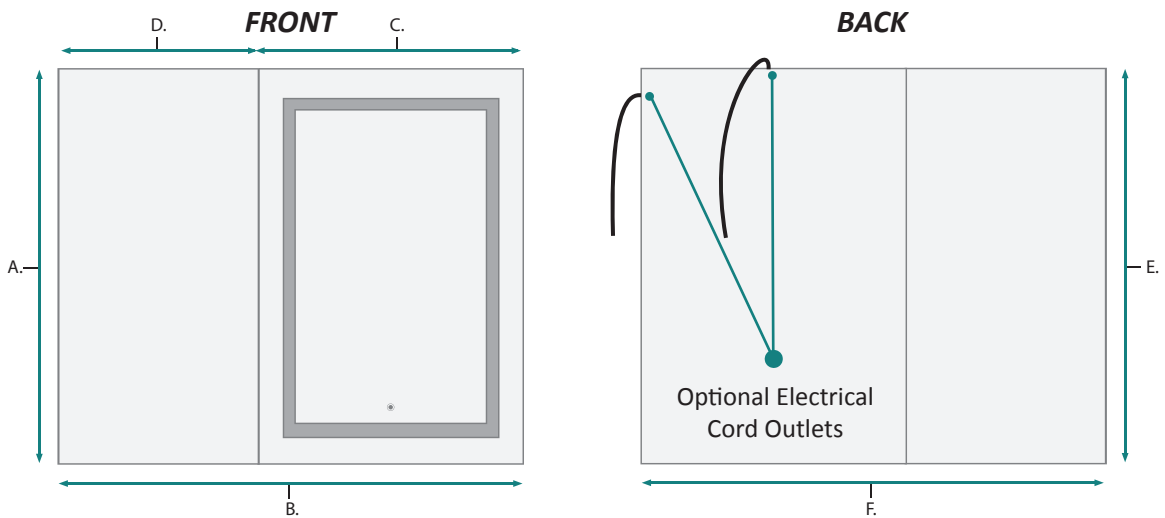 FRONT
BACK
D.
C.
A.
E.
Optional Electrical
Cord Outlets
B.
F.